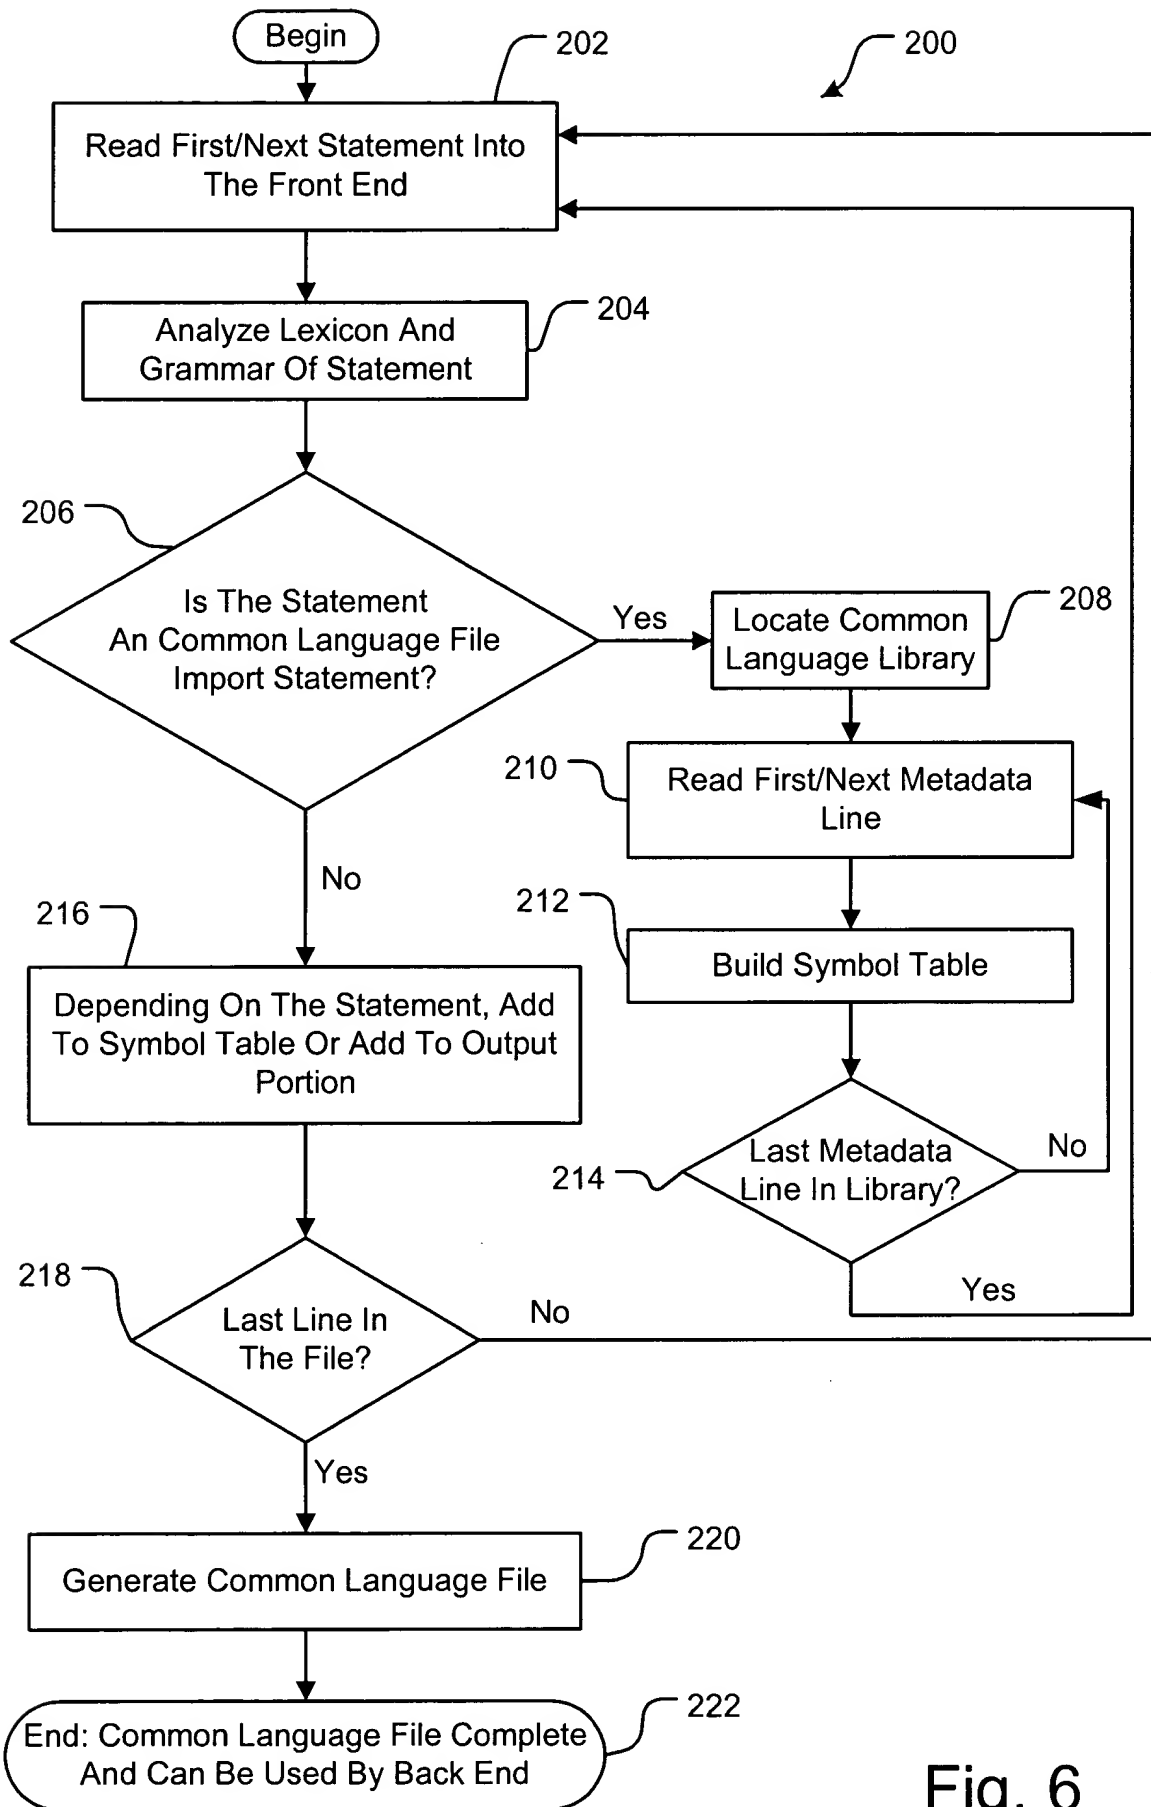 Begin
202
200
Read First/Next Statement Into
The Front End
204
Analyze Lexicon And
Grammar Of Statement
206
Is The Statement
An Common Language File
Import Statement?
Yes
208
Locate Common
Language Library
210
Read First/Next Metadata
Line
No
212
Build Symbol Table
216
Depending On The Statement, Add
To Symbol Table Or Add To Output
Portion
214
Last Metadata
Line In Library?
No
Yes
218
Last Line In
The File?
No
Yes
220
Generate Common Language File
222
End: Common Language File Complete
And Can Be Used By Back End
Fig. 6